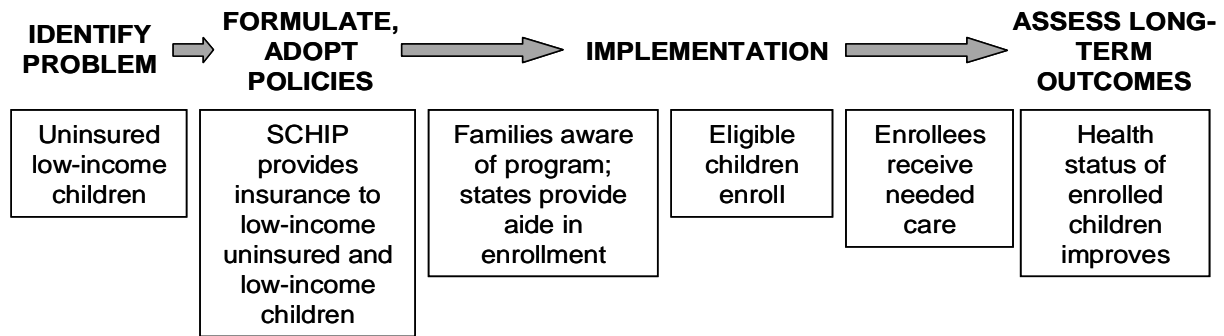 IDENTIFY
PROBLEM
FORMULATE,
ADOPT
POLICIES
IMPLEMENTATION
ASSESS LONG-
TERM
OUTCOMES
Uninsured
low-income
children
SCHIP
provides
insurance to
low-income
uninsured and
low-income
children
Families aware
of program;
states provide
aide in
enrollment
Eligible
children
enroll
Enrollees
receive
needed
care
Health
status of
enrolled
children
improves